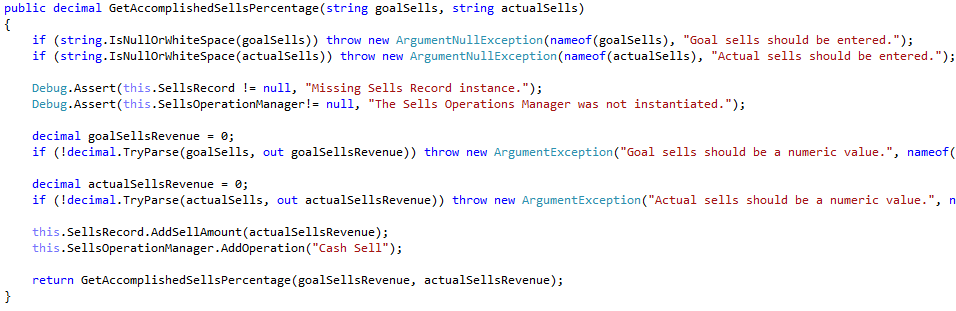 public decimal GetAccomplishedSellsPercentage(string goalSells, string actualSells)
{
if (string.IsNullOrWhiteSpace(goalSells)) throw new ArgumentNullException(nameof(goalSells), "Goal sells should be entered.");
if (string.IsNullOrWhiteSpace(actualSells)) throw new ArgumentNullException(nameof(actualSells), "Actual sells should be entered.");
Debug.Assert(this.SellsRecord != null, "Missing Sells Record instance.");
Debug.Assert(this.SellsOperationManager!= null, "The Sells Operations Manager was not instantiated.");
decimal goalSellsRevenue = 0;
if (!decimal.TryParse(goalSells, out goalSellsRevenue)) throw new ArgumentException("Goal sells should be a numeric value.", nameof(
decimal actualSellsRevenue = 0;
if (!decimal.TryParse(actualSells, out actualSellsRevenue)) throw new ArgumentException("Actual sells should be a numeric value.", n
this.SellsRecord.AddSellAmount(actualSellsRevenue);
this.SellsOperationManager.AddOperation("Cash Sell");
return GetAccomplishedSellsPercentage(goalSellsRevenue, actualSellsRevenue);
}